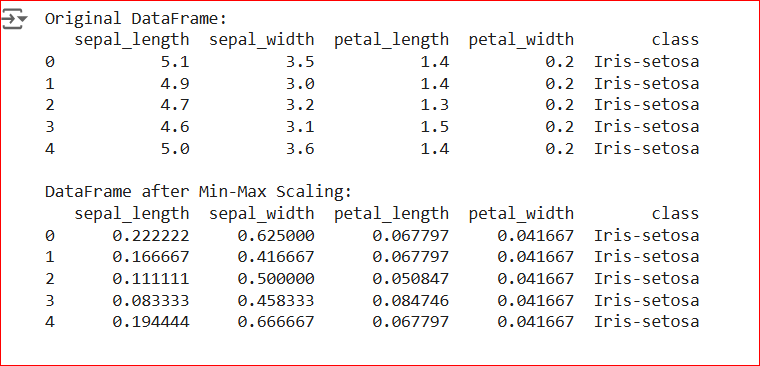 Original DataFrame:
   sepal_length  sepal_width  petal_length  petal_width        class
0           5.1          3.5           1.4          0.2  Iris-setosa
1           4.9          3.0           1.4          0.2  Iris-setosa
2           4.7          3.2           1.3          0.2  Iris-setosa
3           4.6          3.1           1.5          0.2  Iris-setosa
4           5.0          3.6           1.4          0.2  Iris-setosa

DataFrame after Min-Max Scaling:
   sepal_length  sepal_width  petal_length  petal_width        class
0      0.222222     0.625000      0.067797     0.041667  Iris-setosa
1      0.166667     0.416667      0.067797     0.041667  Iris-setosa
2      0.111111     0.500000      0.050847     0.041667  Iris-setosa
3      0.083333     0.458333      0.084746     0.041667  Iris-setosa
4      0.194444     0.666667      0.067797     0.041667  Iris-setosa